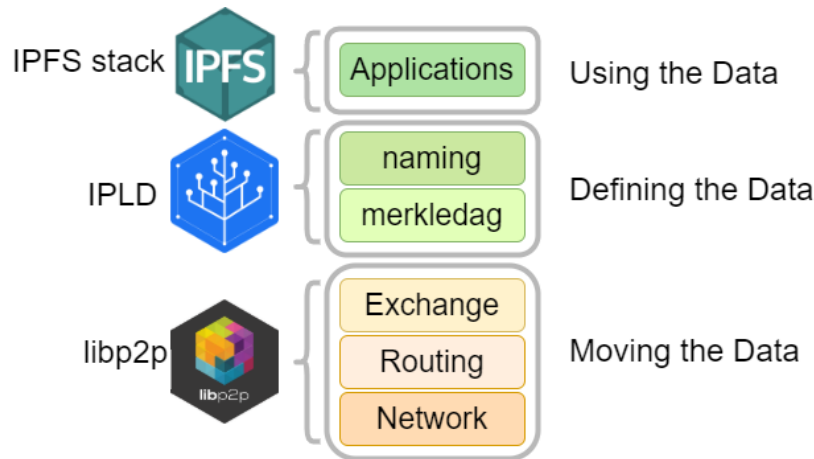 IPFS stack
IPFS
Applications
Using the Data
IPLD
naming
merkledag
Defining the Data
libp2p
libp2p
Exchange
Routing
Network
Moving the Data